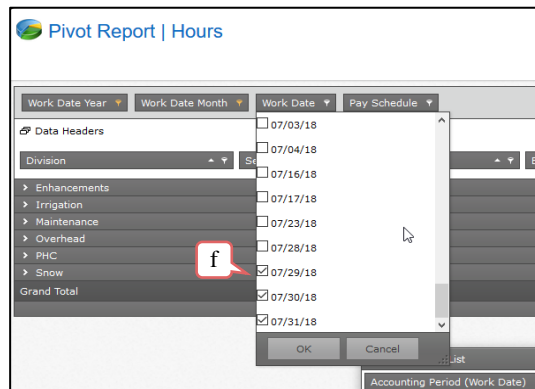 Pivot Report | Hours
Work Date Year Work Date Month Work Date Pay Schedule
Data Headers
Division
Enhancements
Irrigation
Maintenance
Overhead
PHC
Snow
Grand Total
07/03/18
07/04/18
07/16/18
07/17/18
07/23/18
07/28/18
f
07/29/18
07/30/18
07/31/18
OK Cancel
Accounting Period (Work Date)